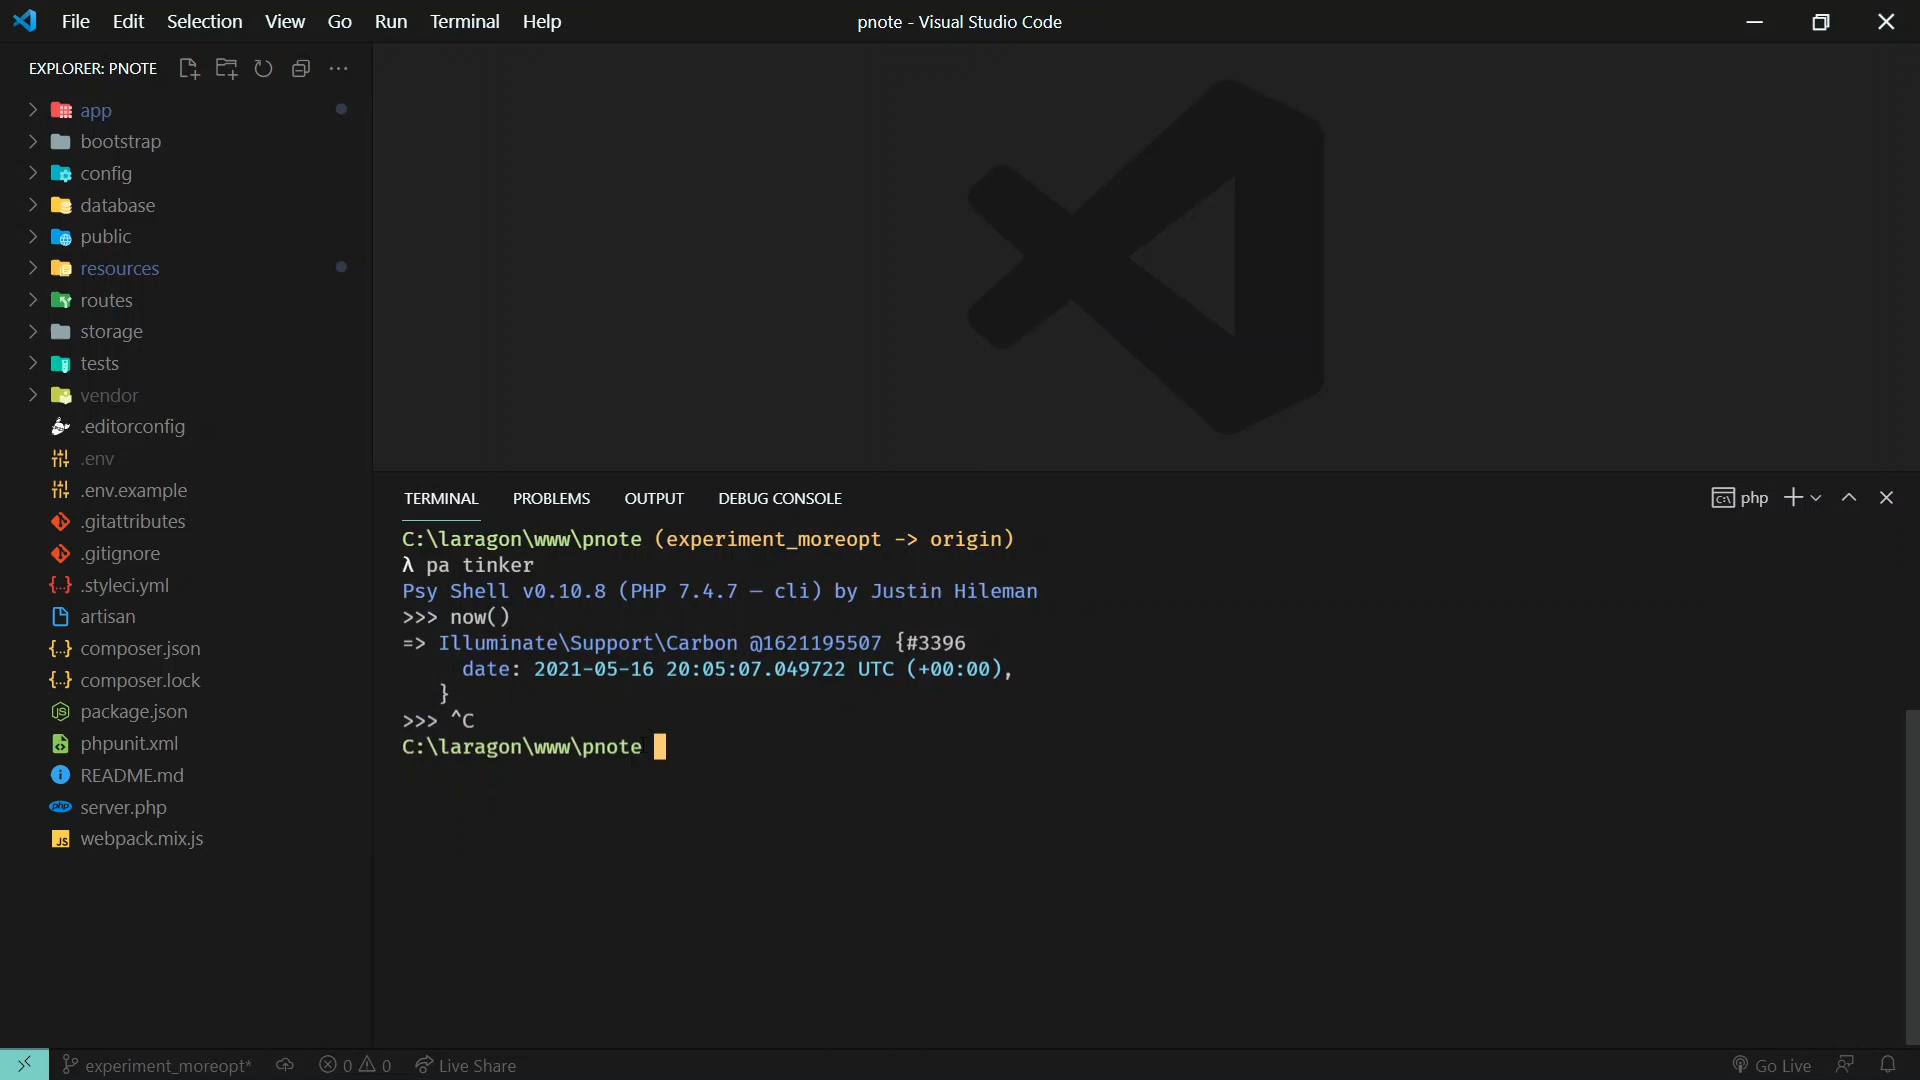 File Edit Selection View Go Run Terminal Help
pnote - Visual Studio Code
EXPLORER: PNOTE
app
bootstrap
config
database
public
resources
routes
storage
tests
vendor
.editorconfig
.env
.env.example
.gitattributes
.gitignore
.styleci.yml
artisan
composer.json
composer.lock
package.json
phpunit.xml
README.md
server.php
webpack.mix.js
TERMINAL PROBLEMS OUTPUT DEBUG CONSOLE
php
C:\laragon\www\pnote (experiment_moreopt -> origin)
λ pa tinker
Psy Shell v0.10.8 (PHP 7.4.7 — cli) by Justin Hileman
>>> now()
=> Illuminate\Support\Carbon @1621195507 {#3396
date: 2021-05-16 20:05:07.049722 UTC (+00:00),
}
>>> ^C
C:\laragon\www\pnote
experiment_moreopt* 0 0 Live Share
Go Live